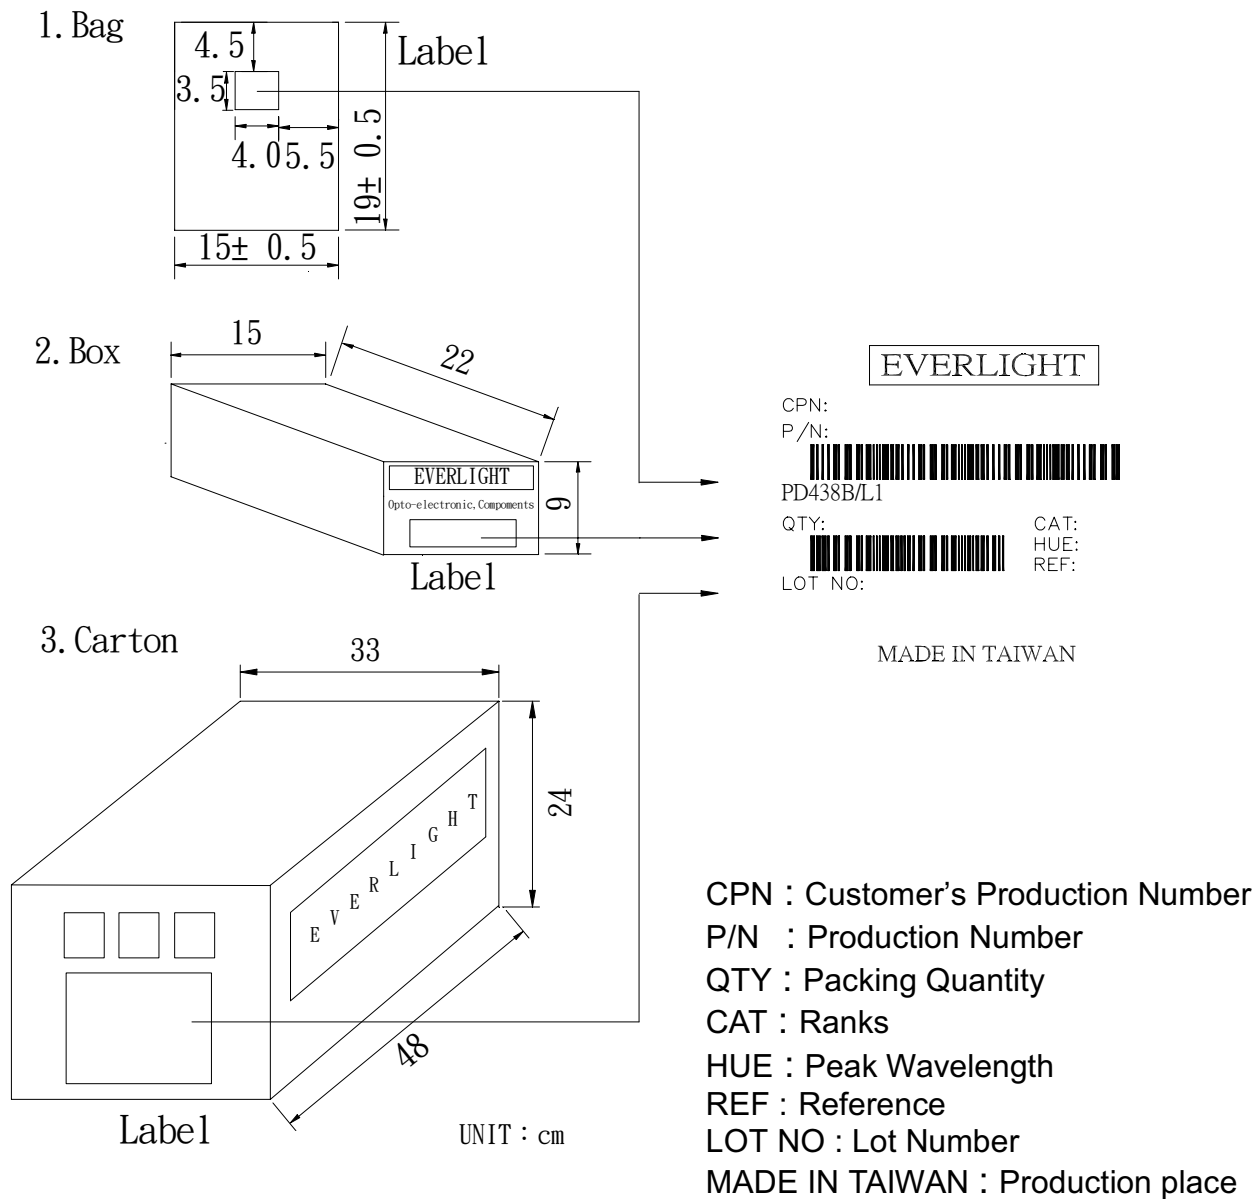 1. Bag
4.5
Label
3.5
4.0 5.5
19± 0.5
15± 0.5
2. Box
15
22
EVERLIGHT
Opto-electronic, Compoments
9
Label
3. Carton
33
24
E V E R L I G H T
48
Label
UNIT : cm
EVERLIGHT
CPN:
P/N:
PD438B/L1
QTY:
CAT:
HUE:
REF:
LOT NO:
MADE IN TAIWAN
CPN : Customer’s Production Number
P/N : Production Number
QTY : Packing Quantity
CAT : Ranks
HUE : Peak Wavelength
REF : Reference
LOT NO : Lot Number
MADE IN TAIWAN : Production place